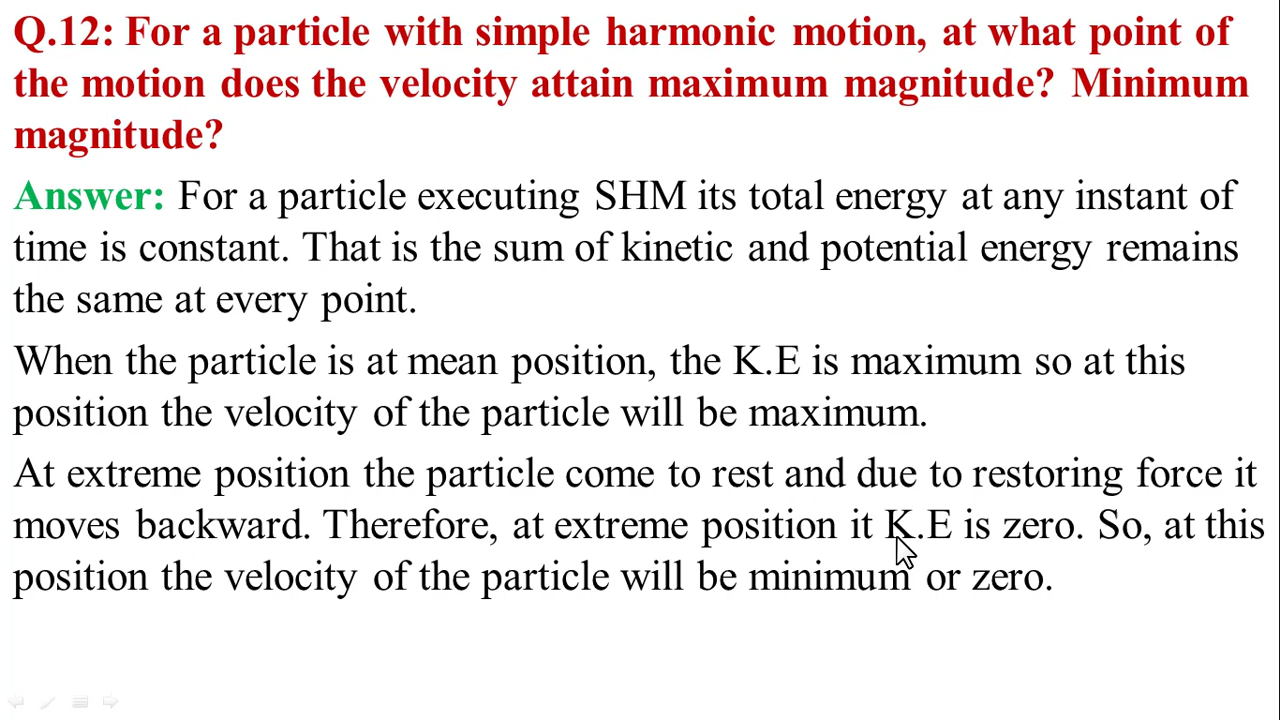 Q.12: For a particle with simple harmonic motion, at what point of
the motion does the velocity attain maximum magnitude? Minimum
magnitude?
Answer: For a particle executing SHM its total energy at any instant of
time is constant. That is the sum of kinetic and potential energy remains
the same at every point.
When the particle is at mean position, the K.E is maximum so at this
position the velocity of the particle will be maximum.
At extreme position the particle come to rest and due to restoring force it
moves backward. Therefore, at extreme position it K.E is zero. So, at this
position the velocity of the particle will be minimum or zero.